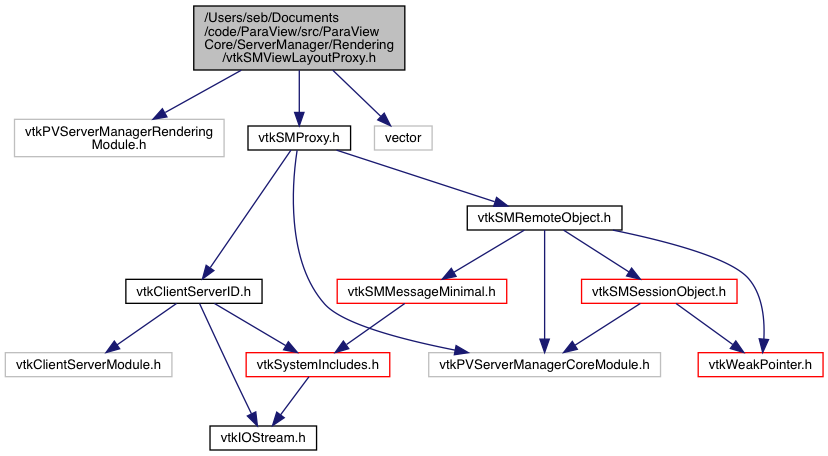 /Users/seb/Documents
/code/ParaView/src/ParaView
Core/ServerManager/Rendering
/vtkSMViewLayoutProxy.h
vtkPVServerManagerRendering
Module.h
vtkSMProxy.h
vector
vtkSMRemoteObject.h
vtkClientServerID.h
vtkSMMessageMinimal.h
vtkSMSessionObject.h
vtkClientServerModule.h
vtkSystemIncludes.h
vtkPVServerManagerCoreModule.h
vtkWeakPointer.h
vtkIOStream.h